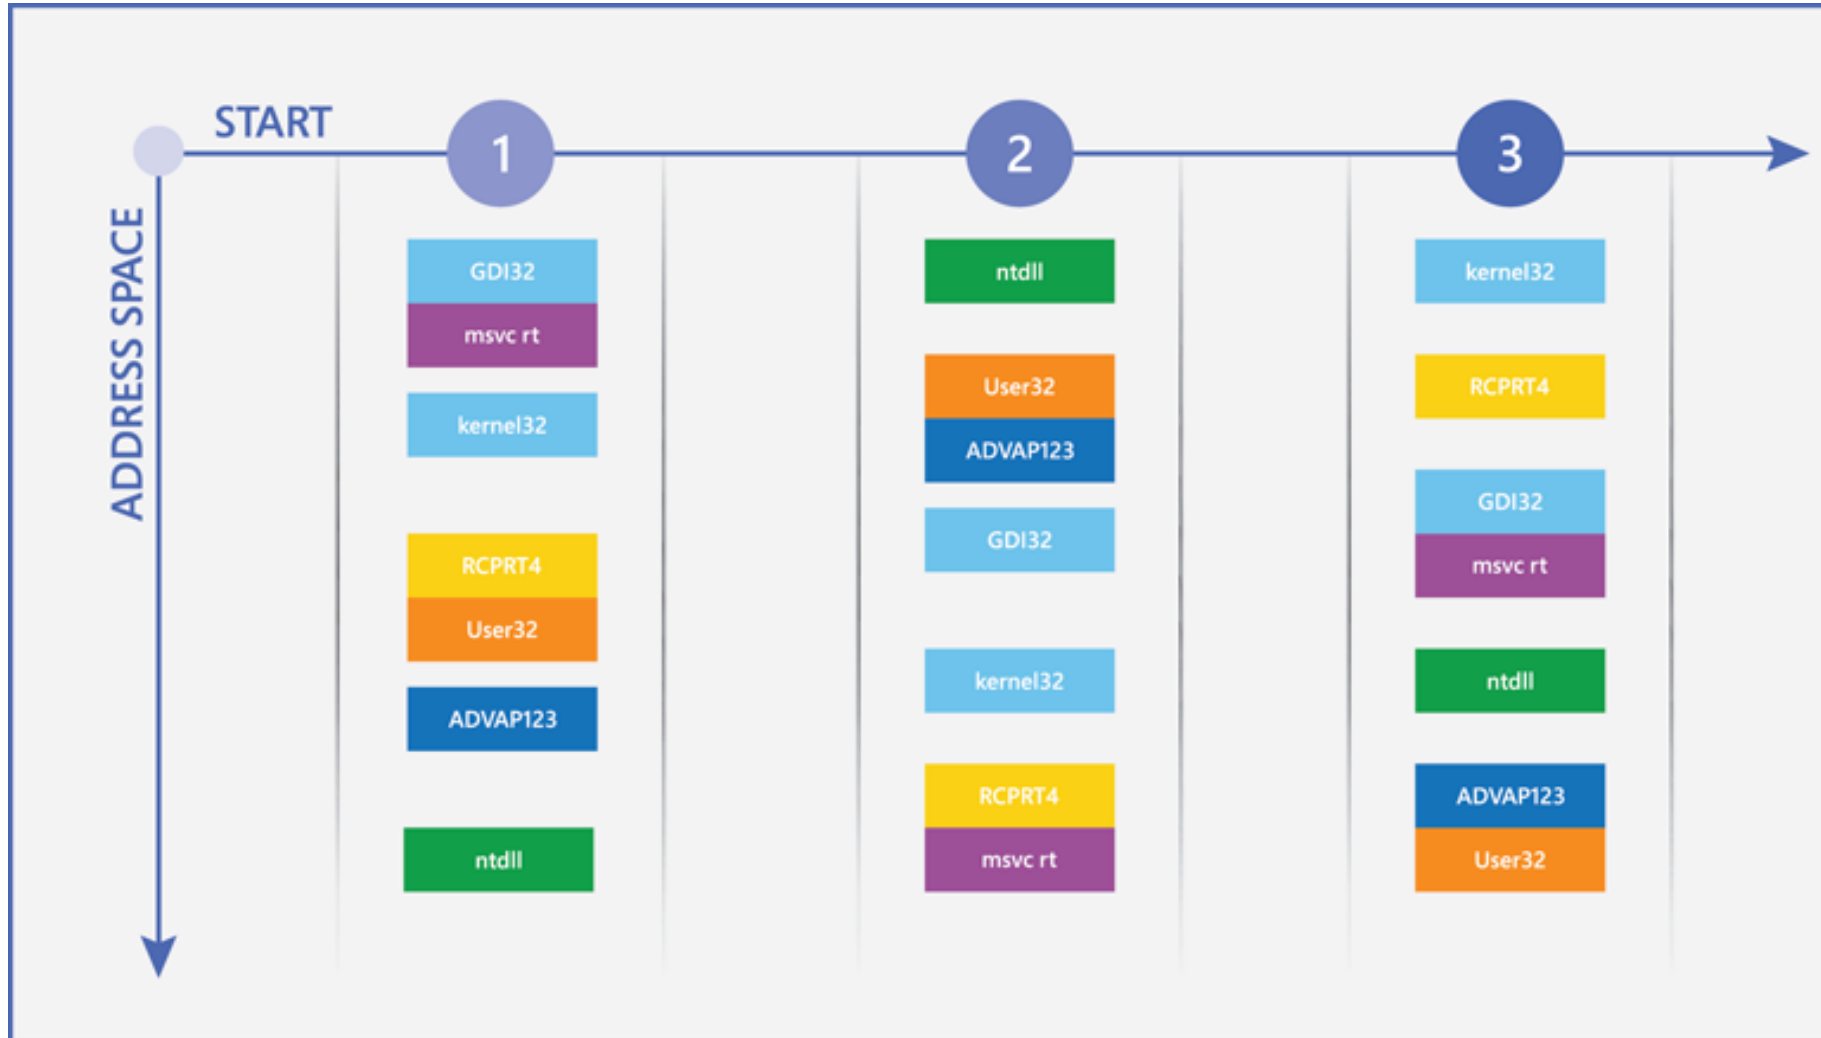 START
ADDRESS SPACE
1
GDI32
msvc rt
kernel32
RCPRT4
User32
ADVAP123
ntdll
2
ntdll
User32
ADVAP123
GDI32
kernel32
RCPRT4
msvc rt
3
kernel32
RCPRT4
GDI32
msvc rt
ntdll
ADVAP123
User32